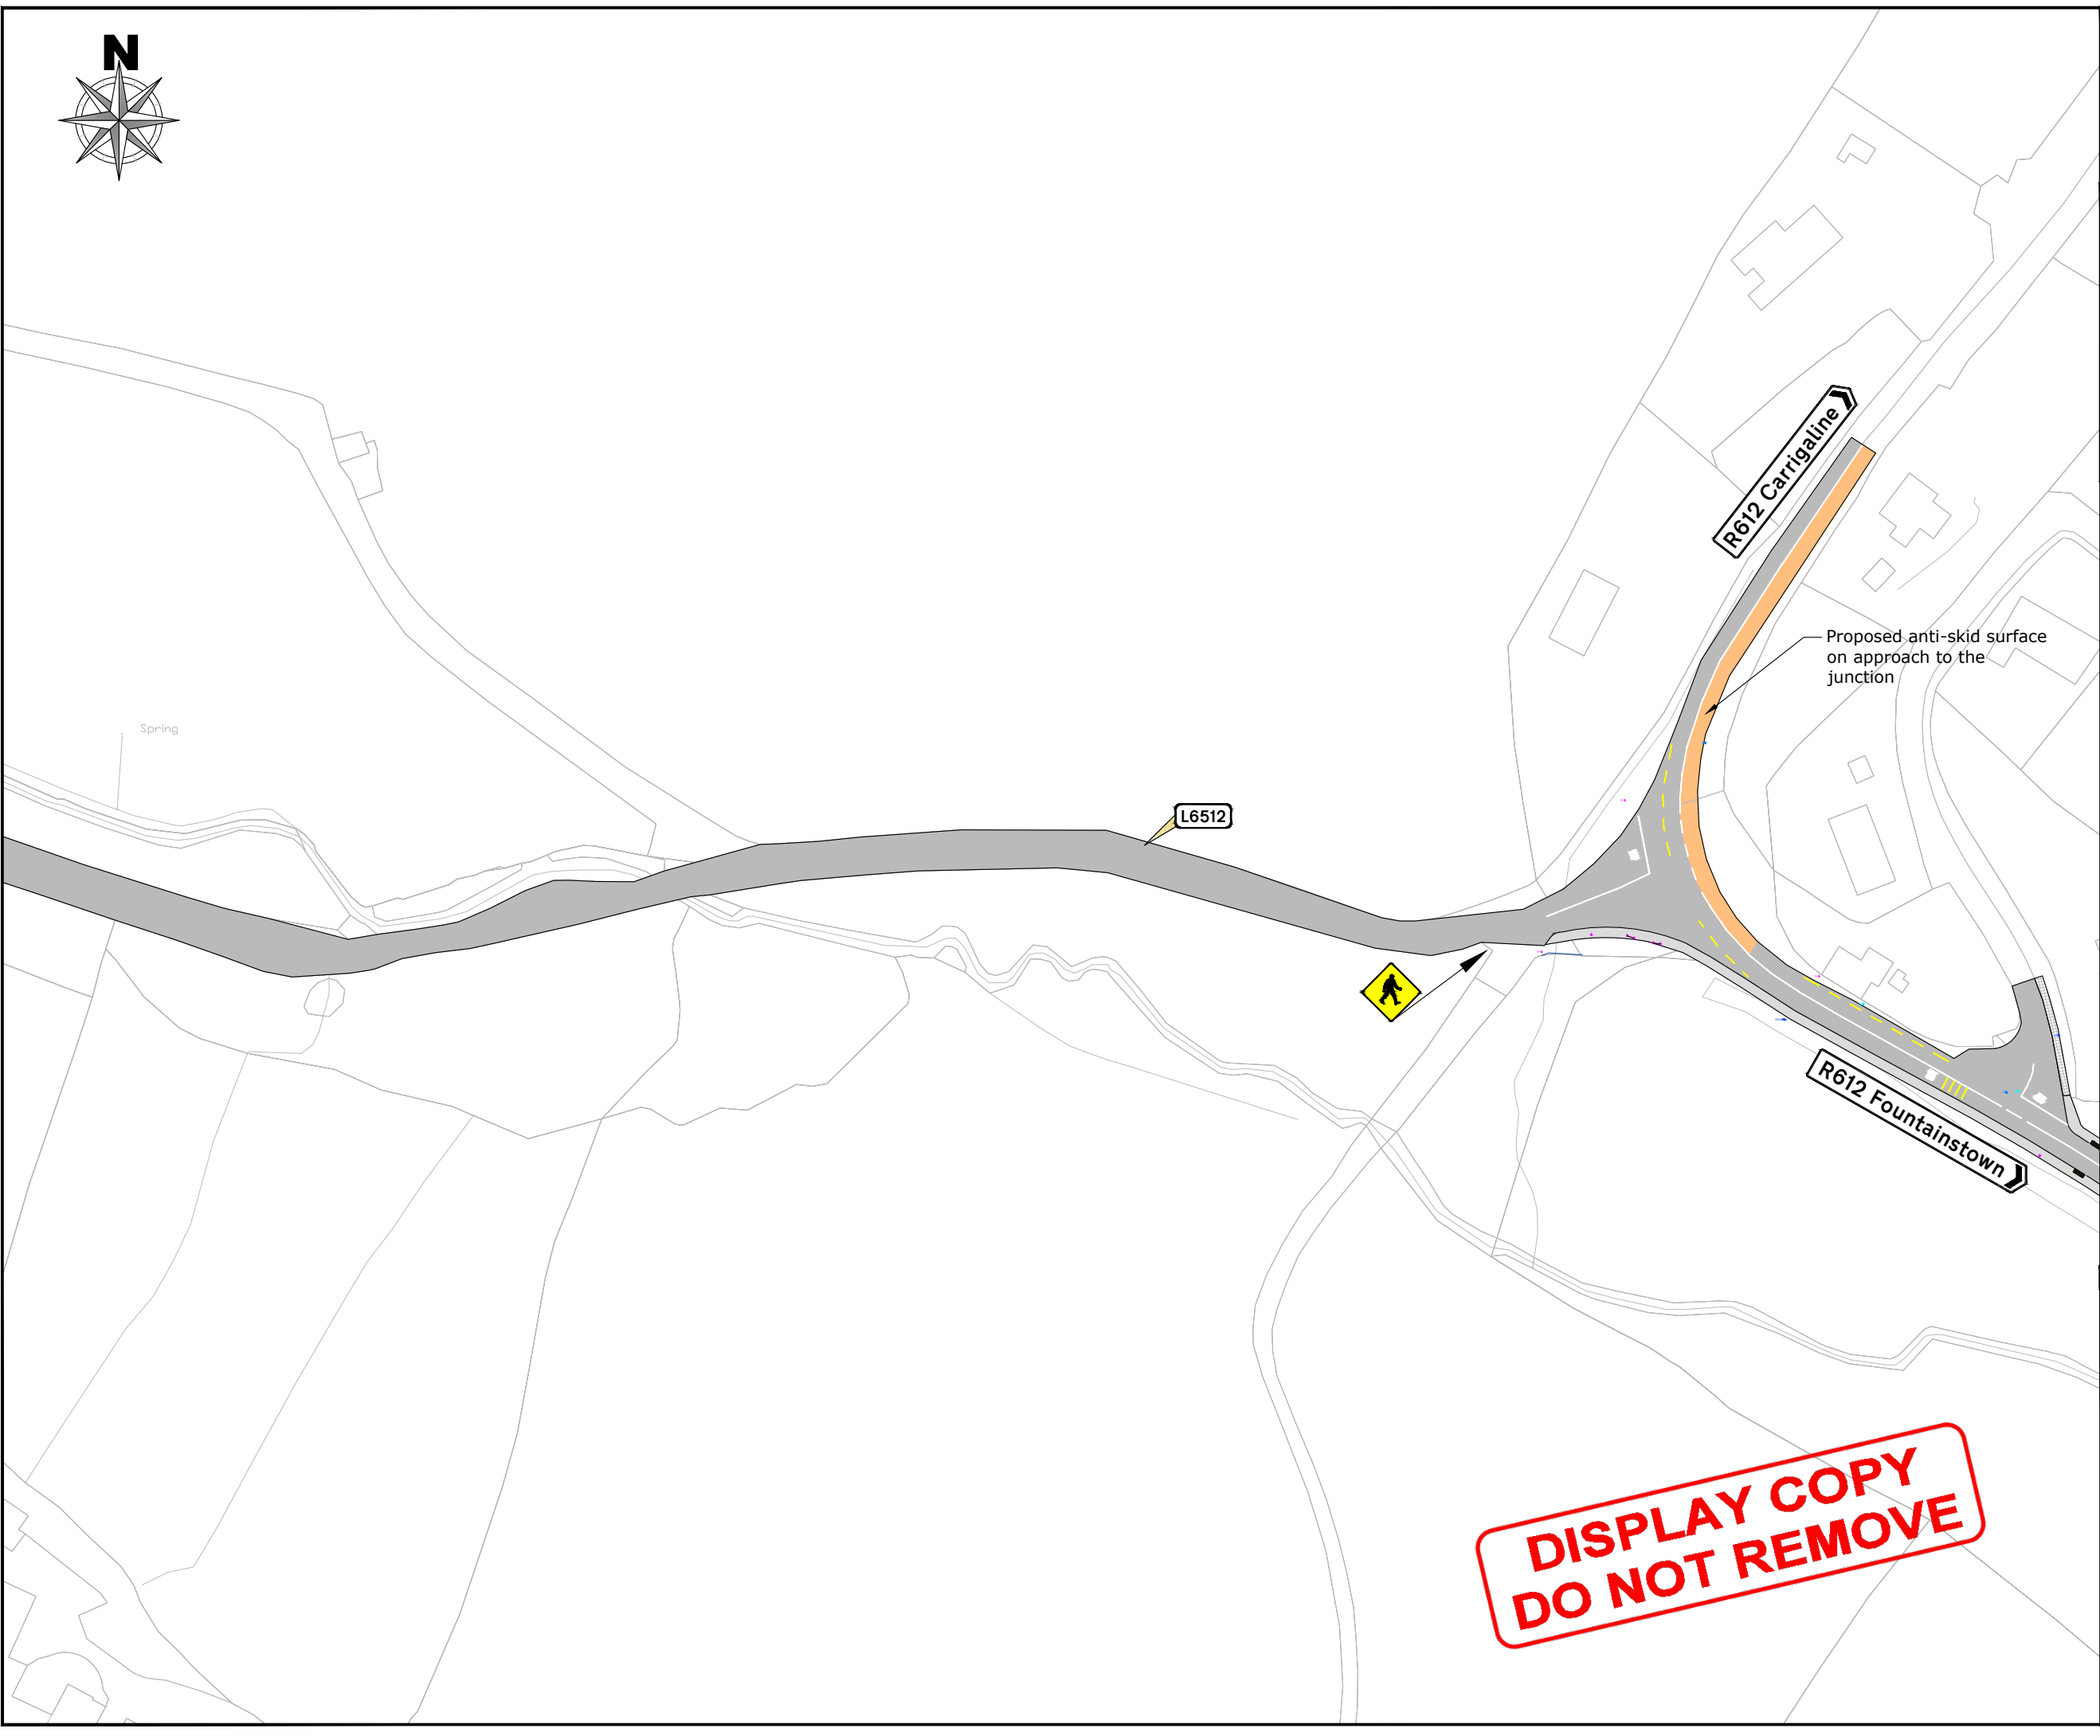 N
R612 Carrigaline
Proposed anti-skid surface
on approach to the
junction
Spring
L6512
R612 Fountainstown
DISPLAY COPY
DO NOT REMOVE